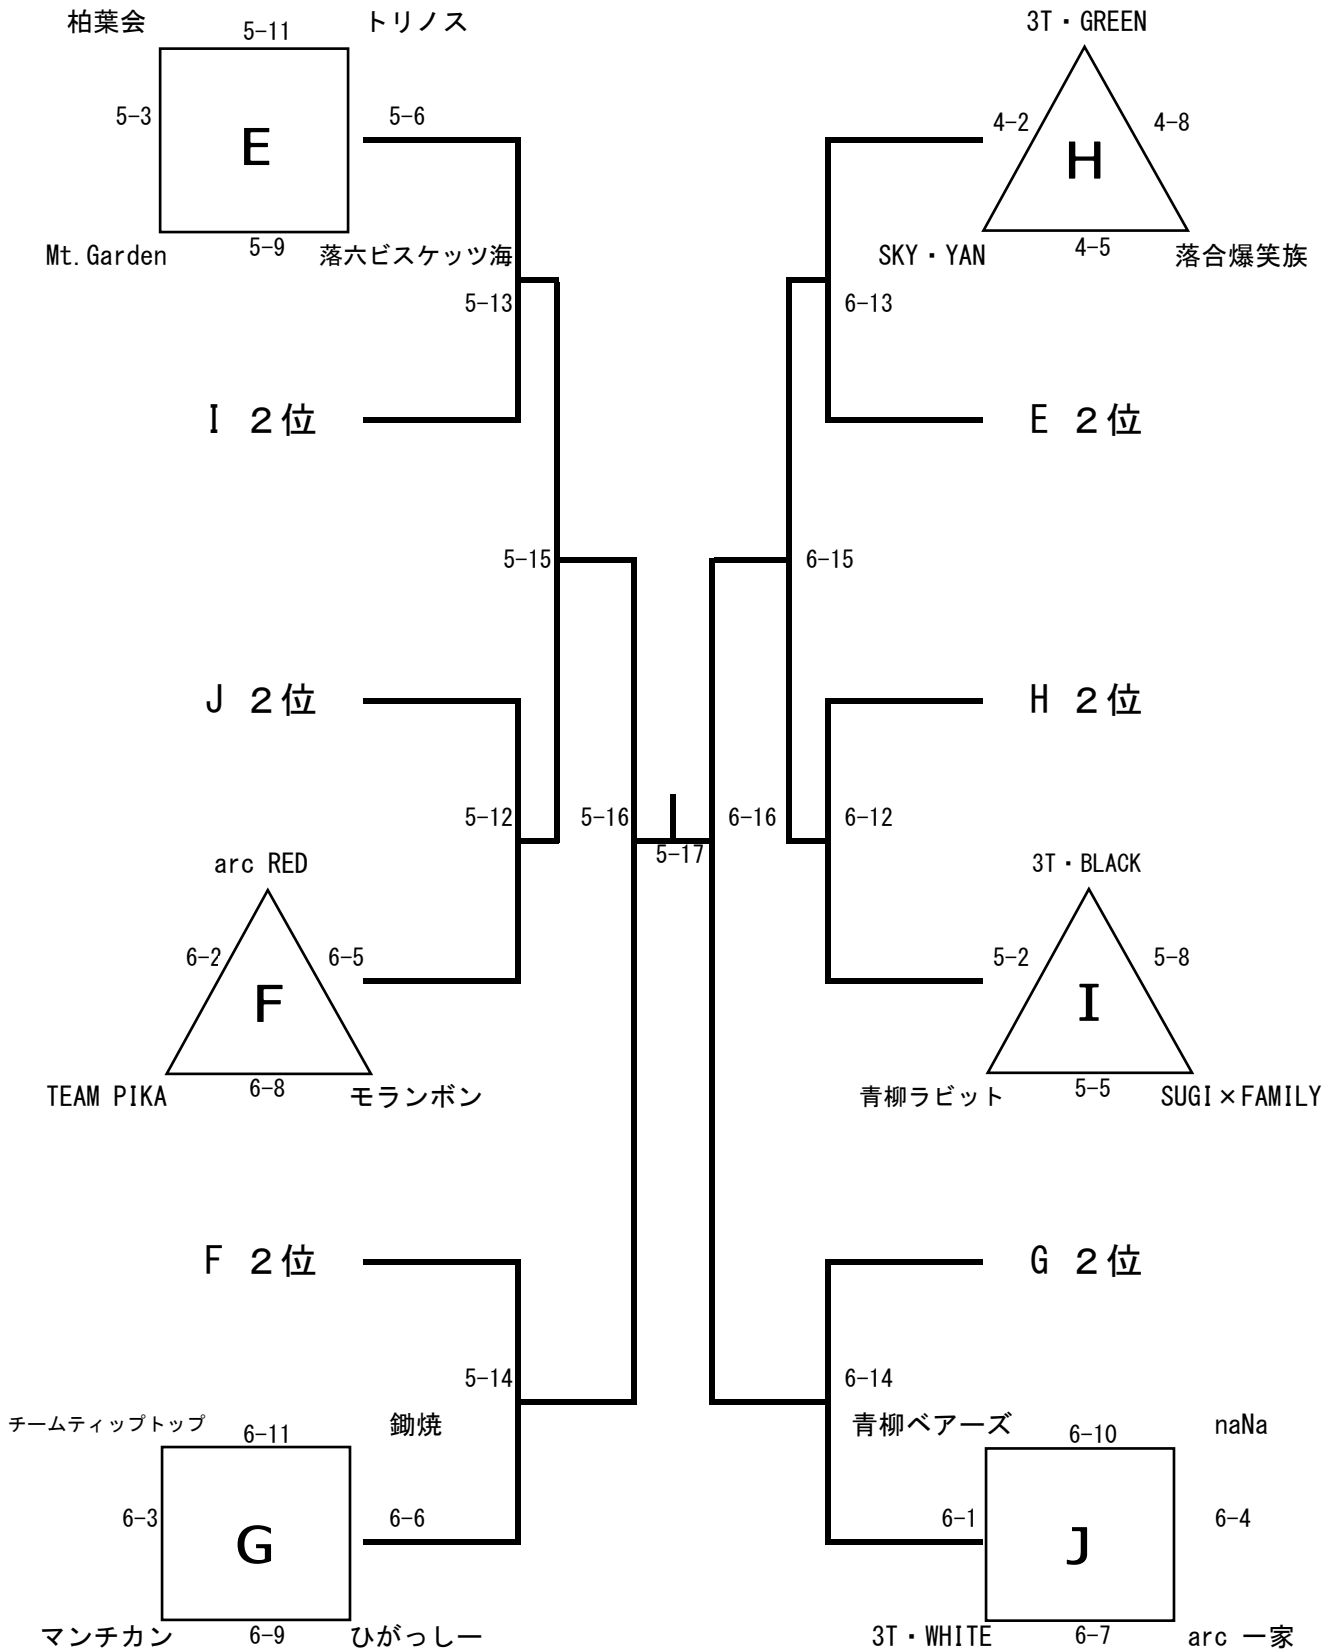 柏葉会
5-11
トリノス
5-3
E
5-6
Mt.Garden
5-9
落六ビスケッツ海
5-13
I ２位
5-15
J ２位
5-12
5-16
arc RED
6-2
6-5
F
TEAM PIKA
6-8
モランボン
F ２位
5-14
チームティップトップ
6-11
鋤焼
6-3
G
6-6
マンチカン
6-9
ひがっしー
5-17
3T・GREEN
4-2
4-8
H
SKY・YAN
4-5
落合爆笑族
6-13
E ２位
6-15
H ２位
6-16
6-12
3T・BLACK
5-2
5-8
I
青柳ラビット
5-5
SUGI×FAMILY
G ２位
6-14
青柳ベアーズ
6-10
naNa
6-1
J
6-4
3T・WHITE
6-7
arc 一家